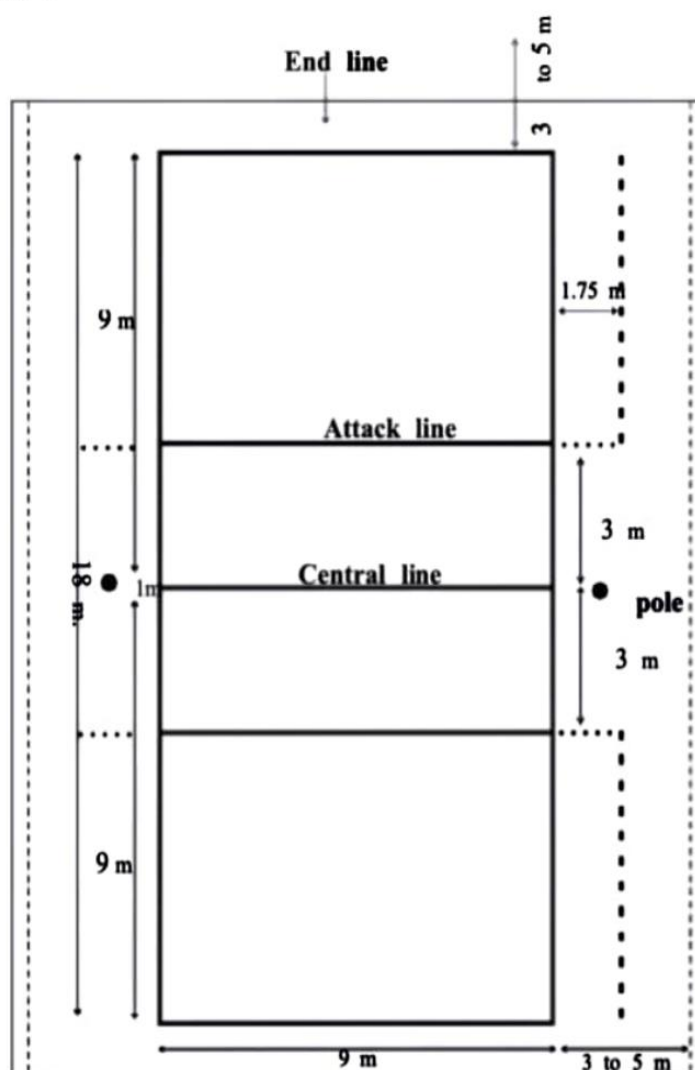 3 to 5 m
End line
1.75 m
9 m
Attack line
3 m
Central line
18 m.
1m
pole
3 m
9 m
9 m
3 to 5 m